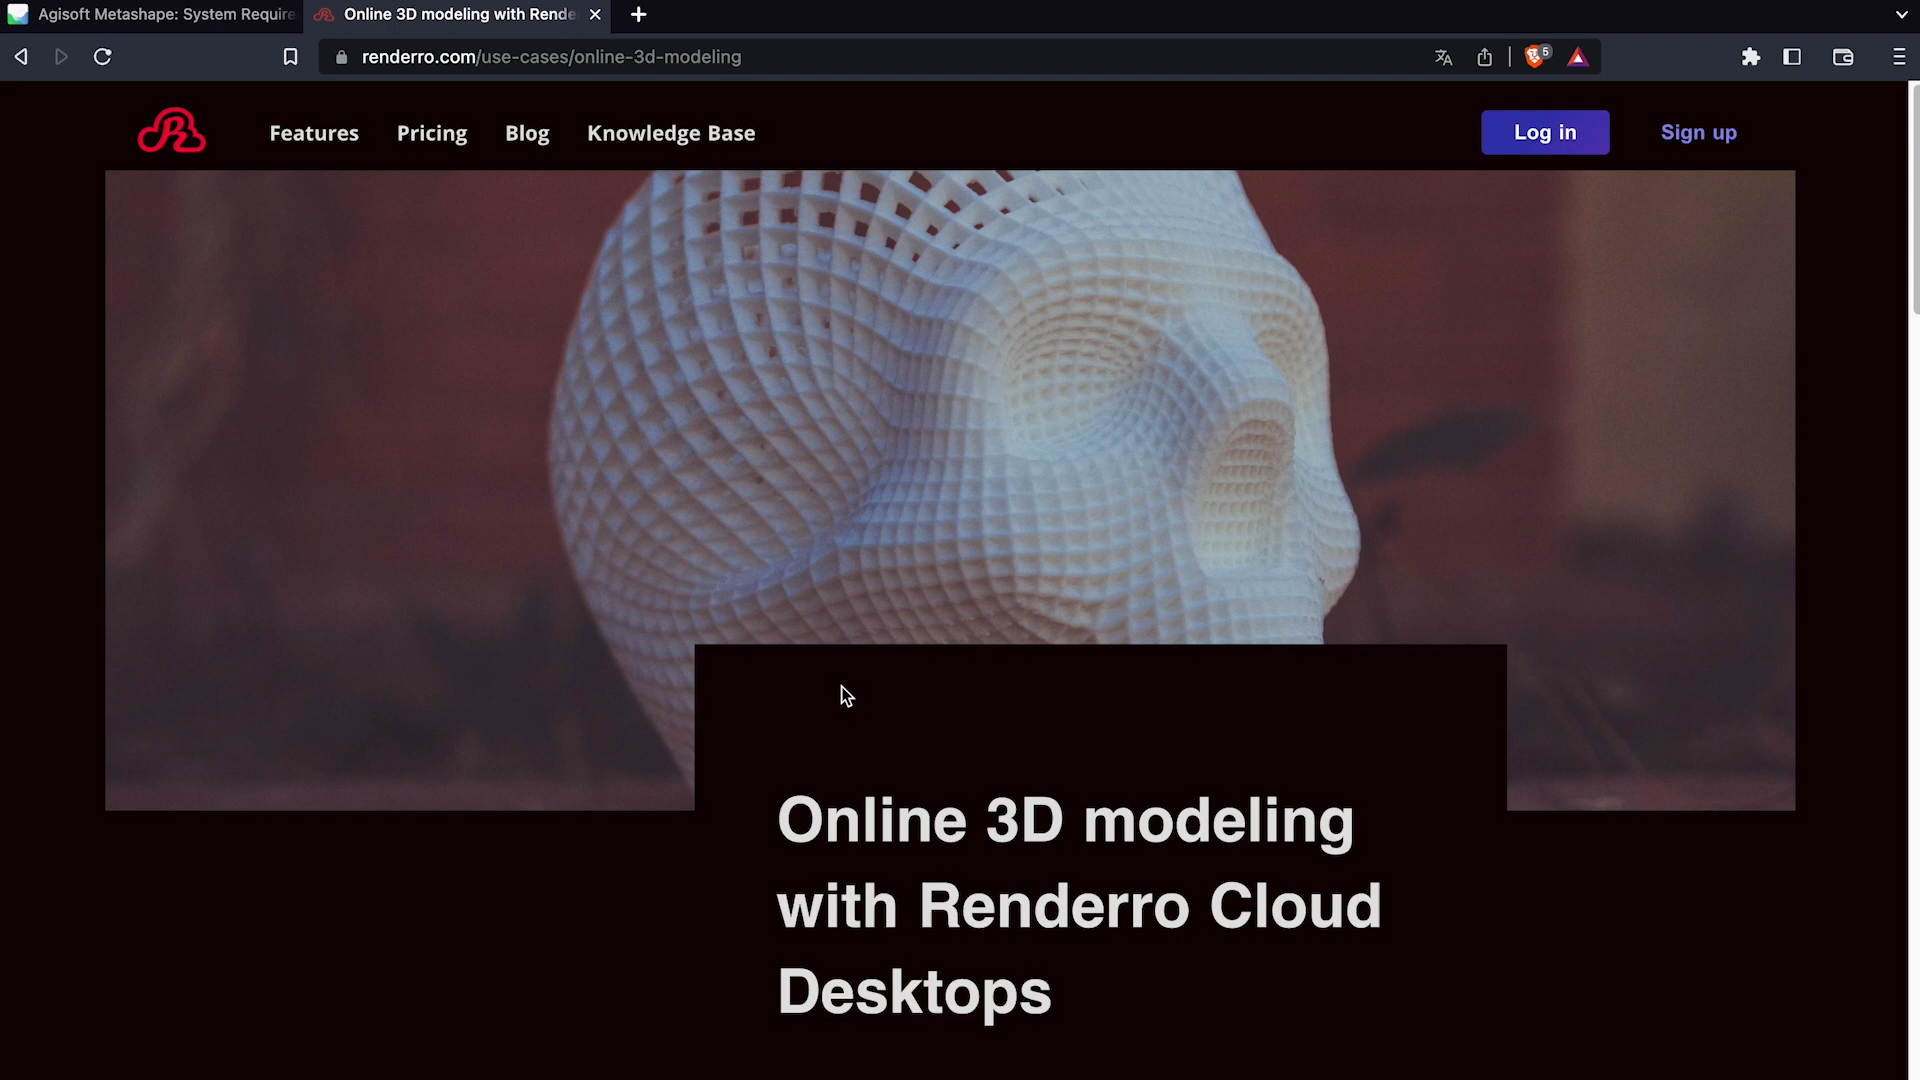 Agisoft Metashape: System Require
Online 3D modeling with Rende
renderro.com/use-cases/online-3d-modeling
5
Features
Pricing
Blog
Knowledge Base
Log in
Sign up
Online 3D modeling
with Renderro Cloud
Desktops